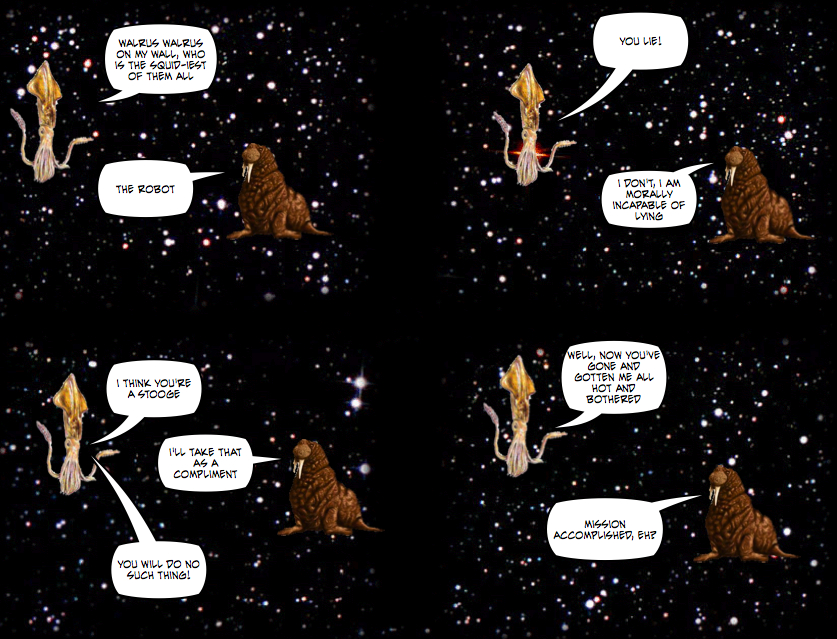 WALRUS WALRUS
ON MY WALL, WHO
IS THE SQUID-IEST
OF THEM ALL
THE ROBOT
YOU LIE!
I DON'T, I AM
MORALLY
INCAPABLE OF
LYING
I THINK YOU'RE
A STOOGE
I'LL TAKE THAT
AS A
COMPLIMENT
YOU WILL DO NO
SUCH THING!
WELL, NOW YOU'VE
GONE AND
GOTTEN ME ALL
HOT AND
BOTHERED
MISSION
ACCOMPLISHED, EH?